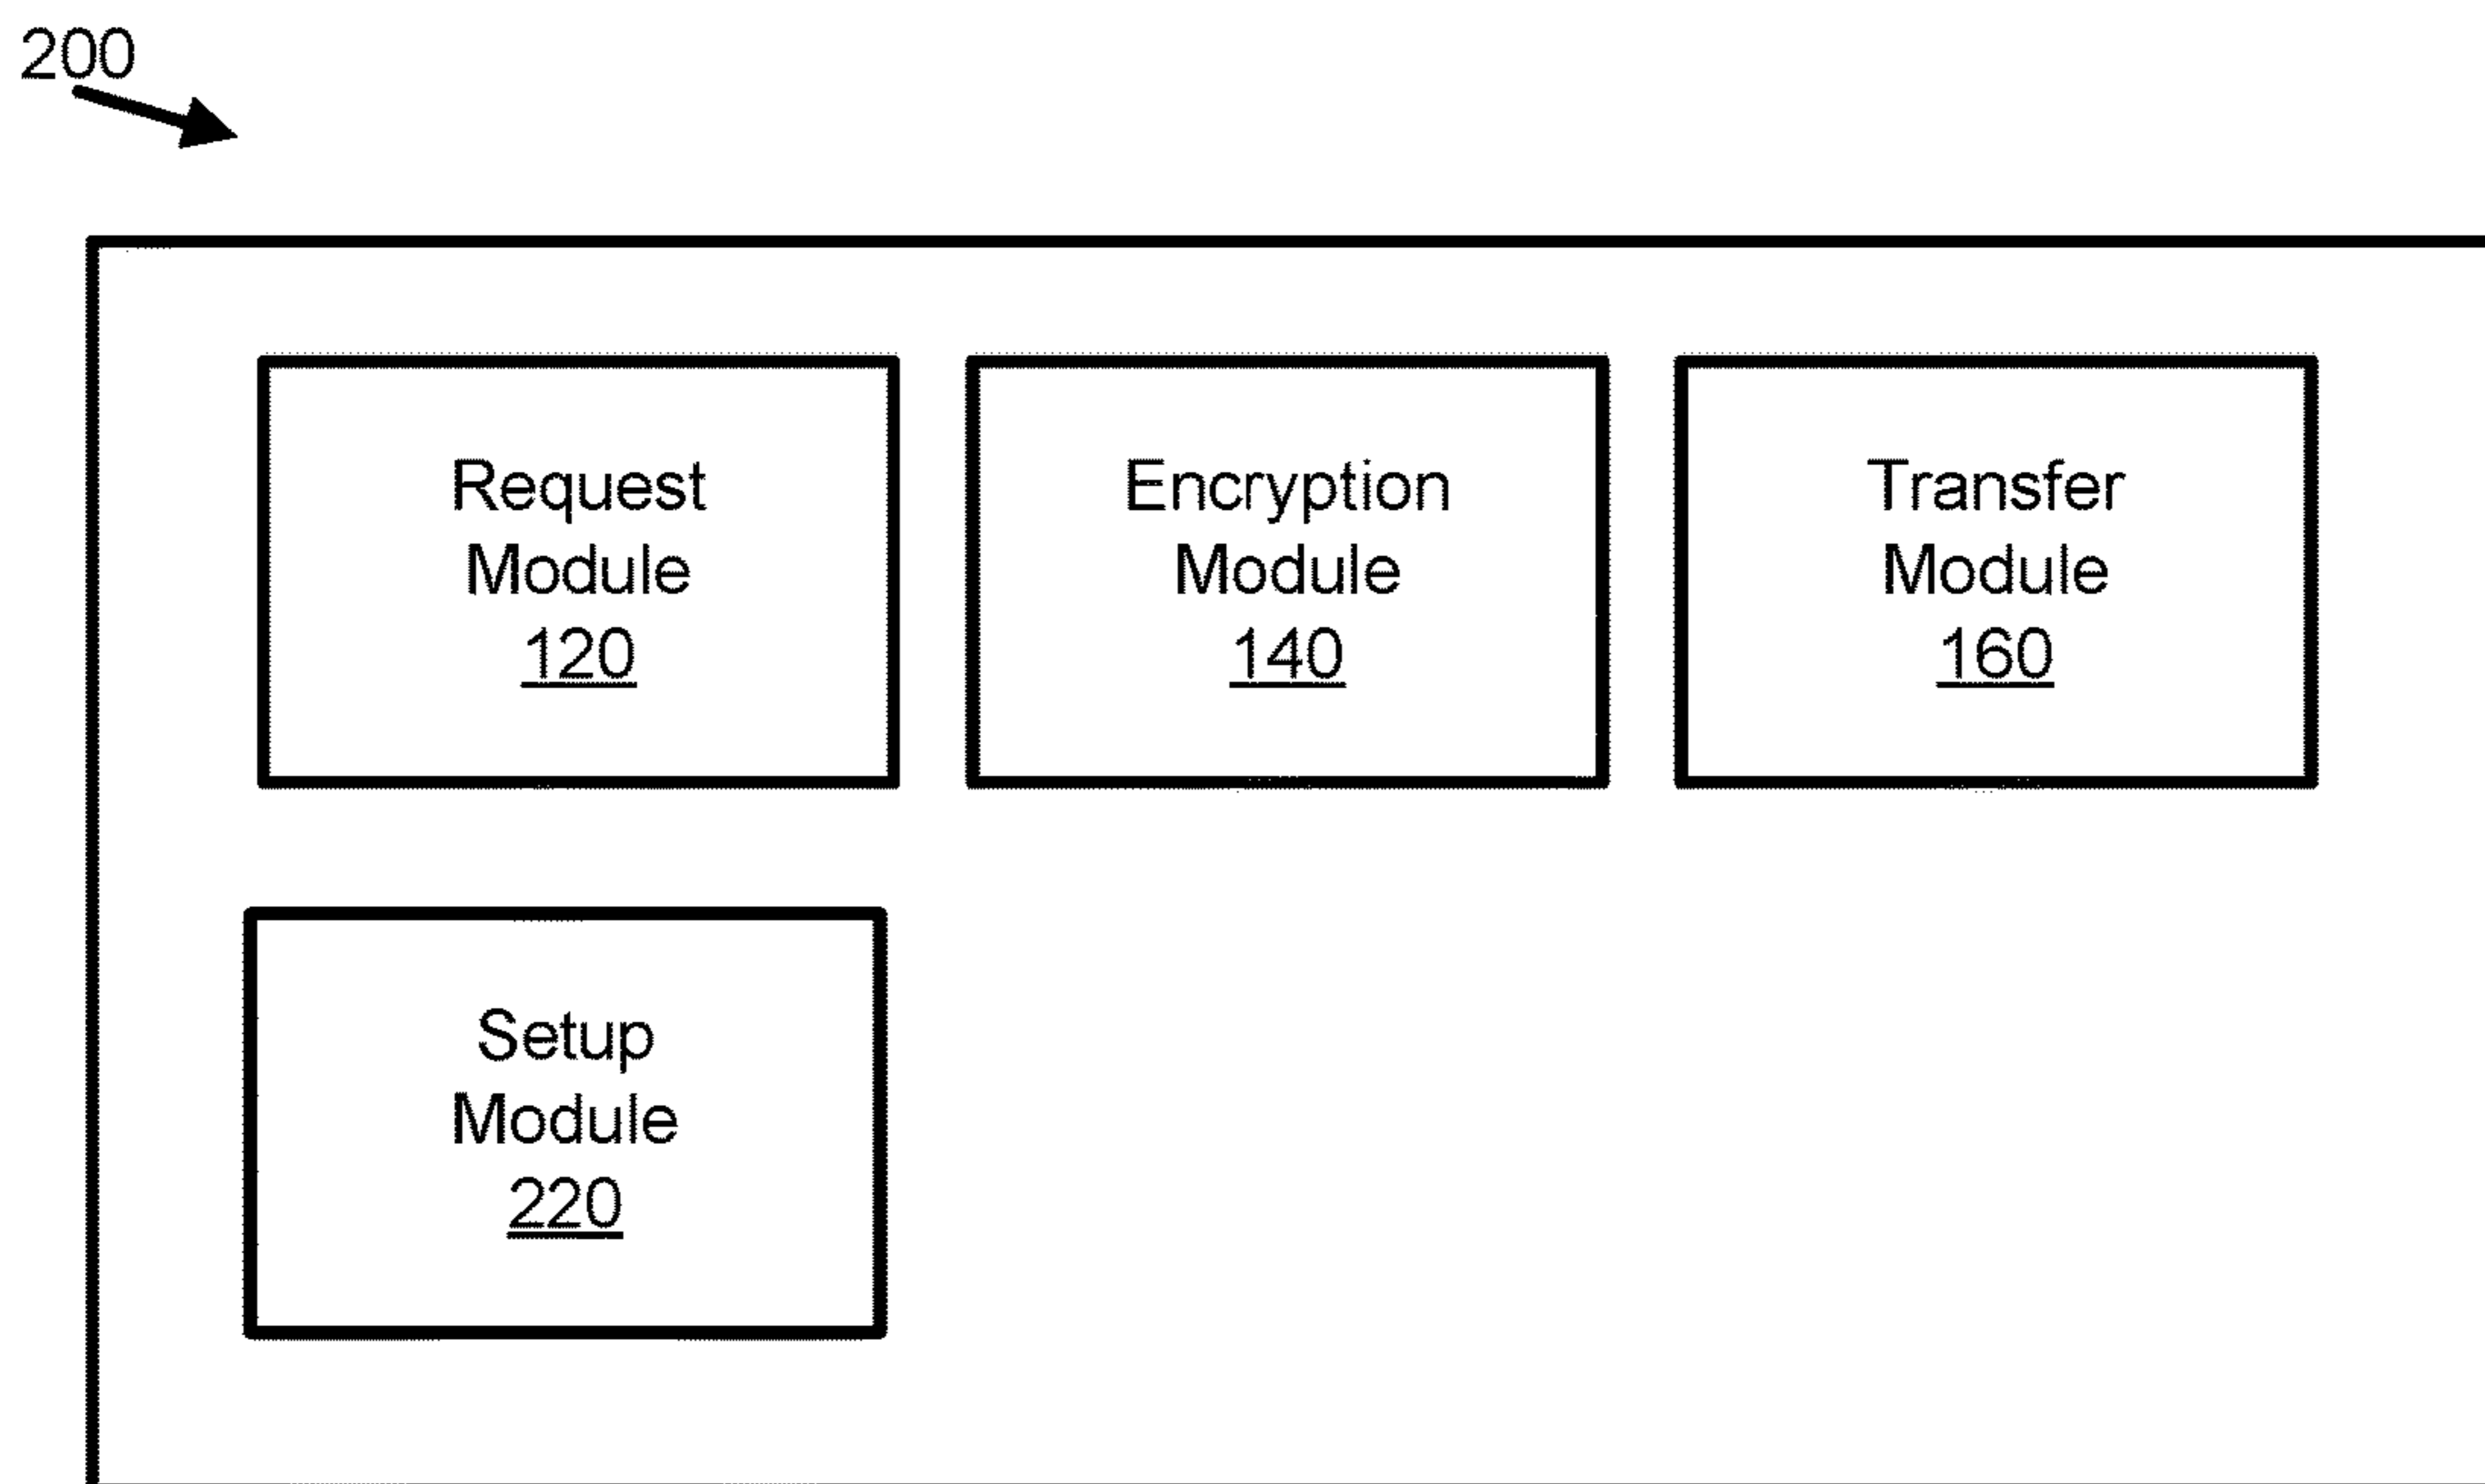 200
Request
Module
120
Encryption
Module
140
Transfer
Module
160
Setup
Module
220